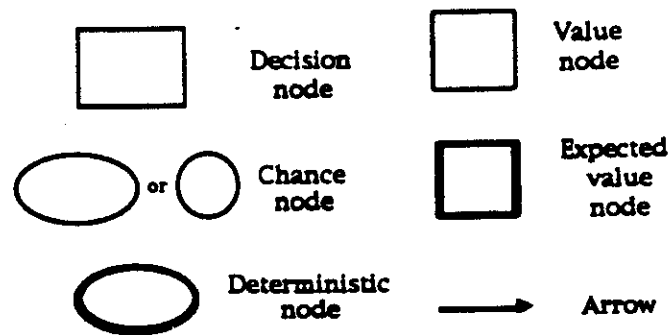 Decision
node
Value
node
or
Chance
node
Expected
value
node
Deterministic
node
Arrow